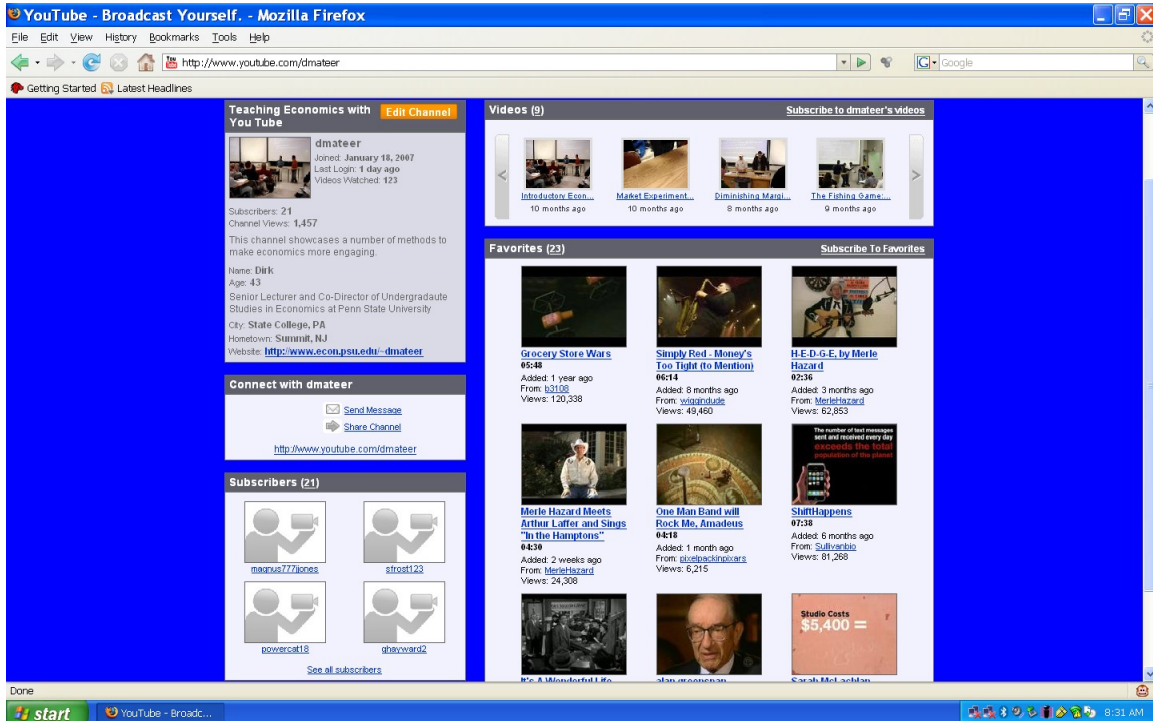 YouTube - Broadcast Yourself. - Mozilla Firefox
File Edit View History Bookmarks Tools Help
http://www.youtube.com/dmateer
Google
Getting Started Latest Headlines
Teaching Economics with
You Tube
Edit Channel
dmateer
Joined: January 18, 2007
Last Login: 1 day ago
Videos Watched: 123
Subscribers: 21
Channel Views: 1,457
This channel showcases a number of methods to
make economics more engaging.
Name: Dirk
Age: 43
Senior Lecturer and Co-Director of Undergradaute
Studies in Economics at Penn State University
City: State College, PA
Hometown: Summit, NJ
Website: http://www.econ.psu.edu/~dmateer
Connect with dmateer
Send Message
Share Channel
http://www.youtube.com/dmateer
Subscribers (21)
magnus777jjones
sfrost123
powercat18
ghayward2
See all subscribers
Videos (9)
Subscribe to dmateer's videos
Introductory Econ...
10 months ago
Market Experiment...
10 months ago
Diminishing Margi...
8 months ago
The Fishing Game:...
9 months ago
Favorites (23)
Subscribe To Favorites
Grocery Store Wars
05:48
Added: 1 year ago
From: b3108
Views: 120,338
Simply Red - Money's
Too Tight (to Mention)
06:14
Added: 8 months ago
From: wiggindude
Views: 49,460
H-E-D-G-E, by Merle
Hazard
02:36
Added: 3 months ago
From: MerleHazard
Views: 62,853
Merle Hazard Meets
Arthur Laffer and Sings
"In the Hamptons"
04:30
Added: 2 weeks ago
From: MerleHazard
Views: 24,308
One Man Band will
Rock Me, Amadeus
04:18
Added: 1 month ago
From: pixelpackinpixars
Views: 6,215
The number of text messages
sent and received every day
exceeds the total
population of the planet
ShiftHappens
07:38
Added: 6 months ago
From: Sullivanbio
Views: 81,268
It's A Wonderful Life
alan greenspan
Studio Costs
$5,400 =
Sarah McLachlan
Done
start
YouTube - Broadc...
8:31 AM